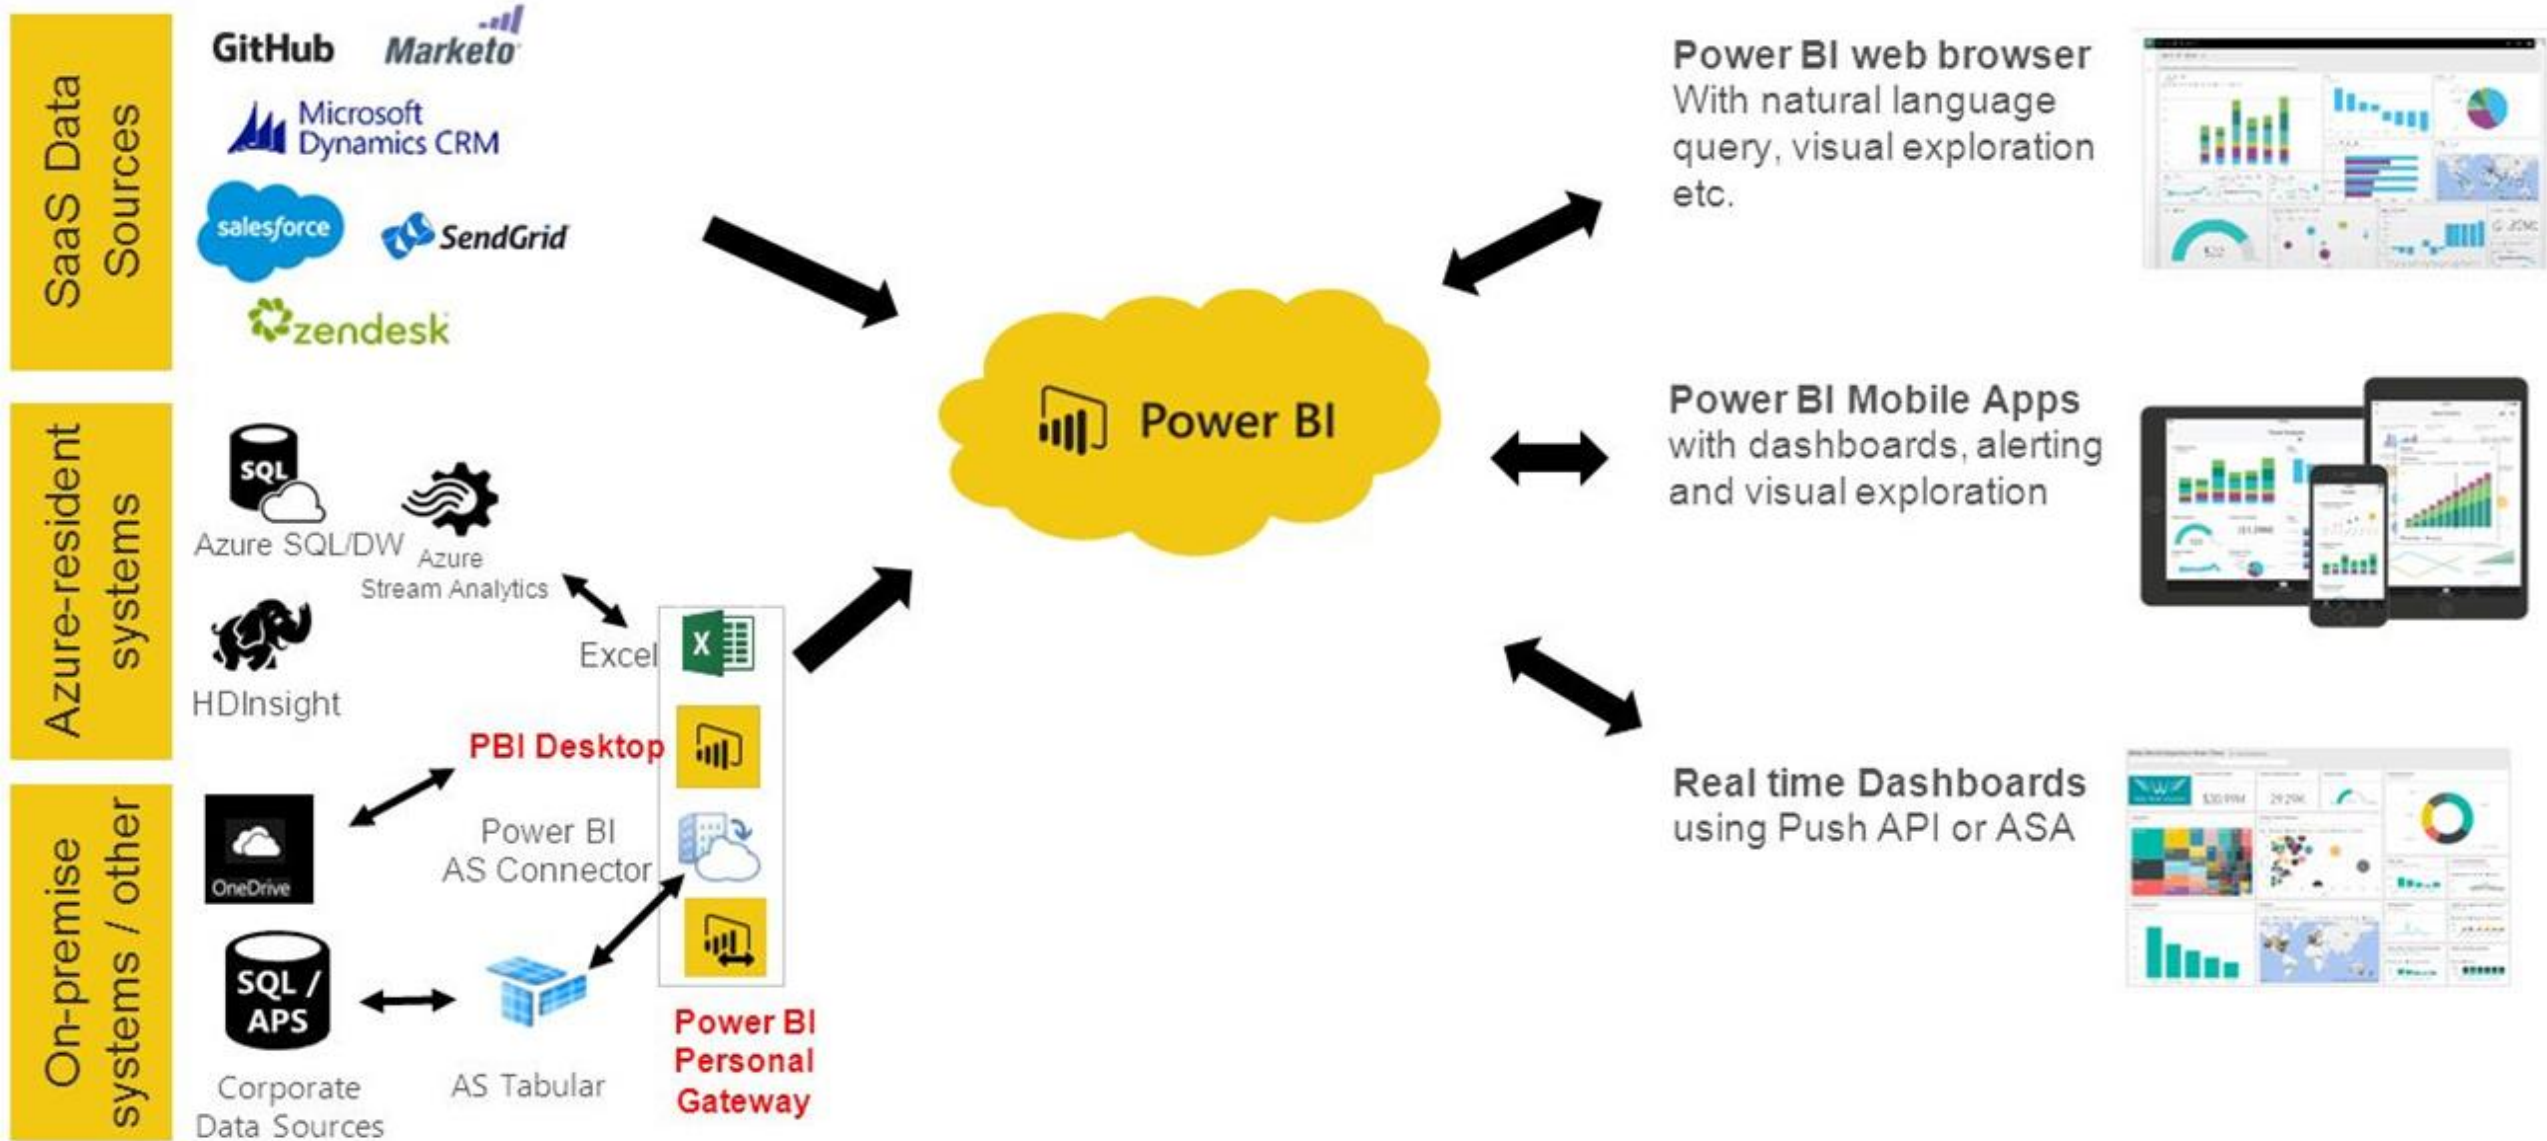 SaaS Data
Sources
GitHub
Marketo
Microsoft
Dynamics CRM
salesforce
SendGrid
zendesk
Azure-resident
systems
SQL
Azure SQL/DW
Azure
Stream Analytics
HDInsight
Excel
X
PBI Desktop
On-premise
systems / other
OneDrive
Power BI
AS Connector
SQL /
APS
Corporate
Data Sources
AS Tabular
Power BI
Personal
Gateway
Power BI
Power BI web browser
With natural language
query, visual exploration
etc.
Power BI Mobile Apps
with dashboards, alerting
and visual exploration
Real time Dashboards
using Push API or ASA